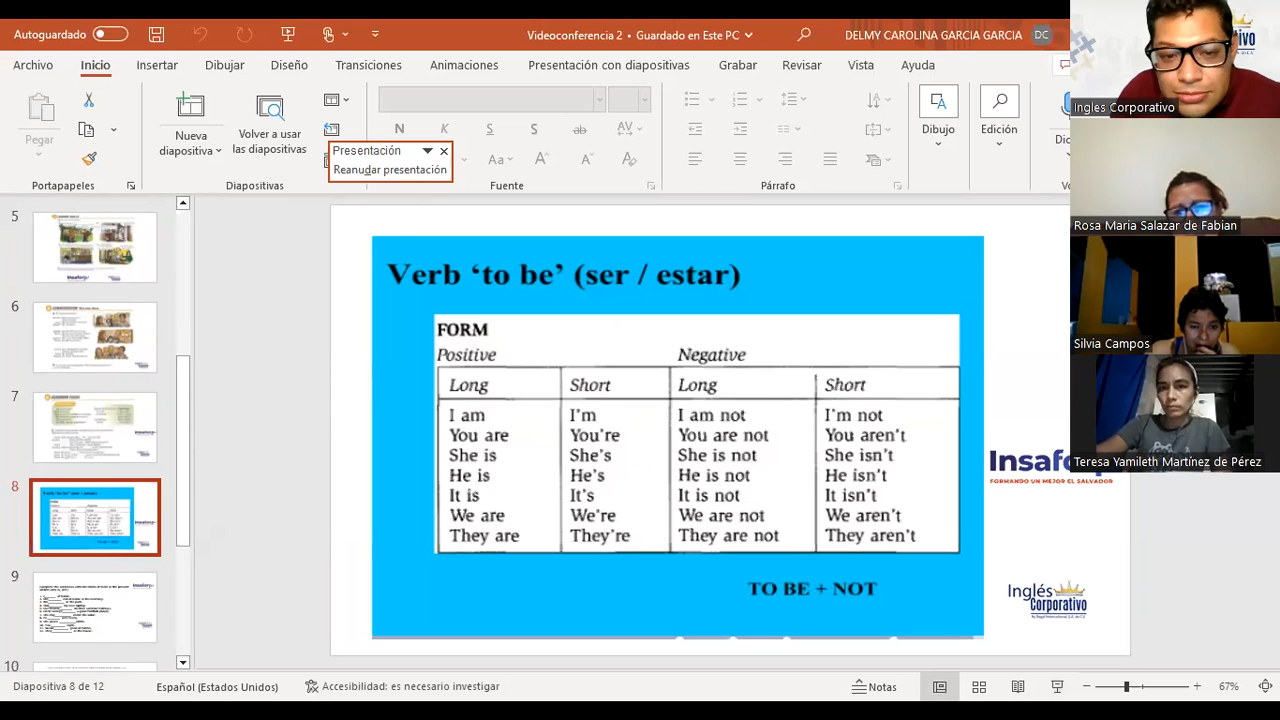 Autoguardado
Videoconferencia 2 • Guardado en Este PC
DELMY CAROLINA GARCIA GARCIA
DC
Archivo Inicio Insertar Dibujar Diseño Transiciones Animaciones Presentación con diapositivas Grabar Revisar Vista Ayuda
Pegar
Nueva diapositiva
Volver a usar las diapositivas
Presentación
Reanudar presentación
N K S S ab AV
Aa A A A
Dibujo
Edición
Portapapeles Diapositivas Fuente Párrafo
Ingles Corporativo
Rosa Maria Salazar de Fabian
Silvia Campos
Teresa Yamileth Martínez de Pérez
5
6
7
8
9
10
Verb ‘to be’ (ser / estar)
FORM
Positive Negative
Long Short Long Short
I am I'm I am not I'm not
You are You're You are not You aren't
She is She's She is not She isn't
He is He's He is not He isn't
It is It's It is not It isn't
We are We're We are not We aren't
They are They're They are not They aren't
TO BE + NOT
Insafo
FORMANDO UN MEJOR EL SALVADOR
Inglés
Corporativo
Diapositiva 8 de 12
Español (Estados Unidos)
Accesibilidad: es necesario investigar
Notas
67%